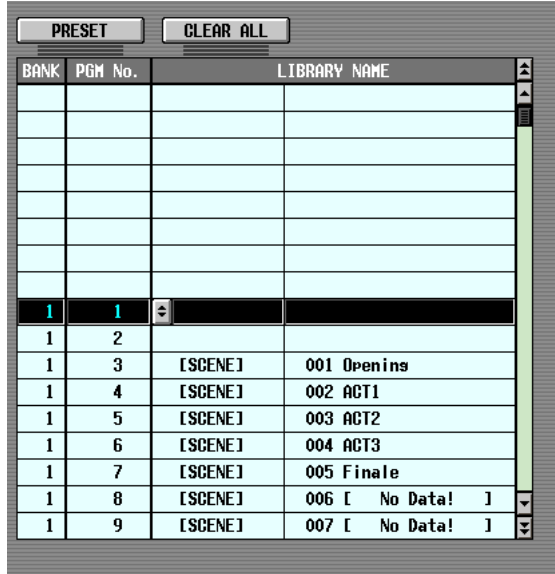 PRESET CLEAR ALL
BANK PGM No. LIBRARY NAME
1 1
1 2
1 3 [SCENE] 001 Opening
1 4 [SCENE] 002 ACT1
1 5 [SCENE] 003 ACT2
1 6 [SCENE] 004 ACT3
1 7 [SCENE] 005 Finale
1 8 [SCENE] 006 [ No Data! ]
1 9 [SCENE] 007 [ No Data! ]